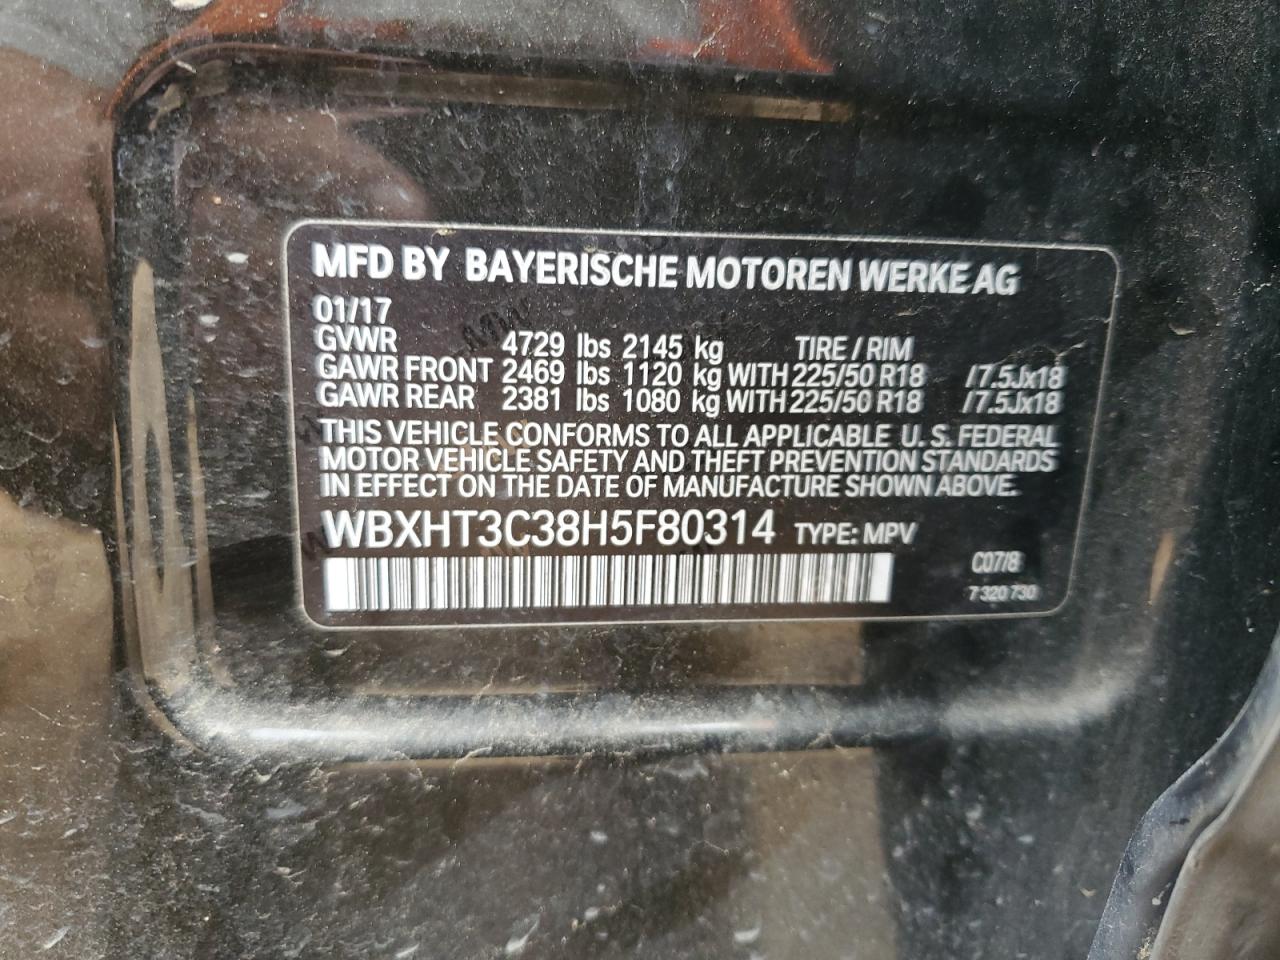 MFD BY BAYERISCHE MOTOREN WERKE AG
01/17
GVWR 4729 lbs 2145 kg TIRE / RIM
GAWR FRONT 2469 lbs 1120 kg WITH 225/50 R18 /7.5Jx18
GAWR REAR 2381 lbs 1080 kg WITH 225/50 R18 /7.5Jx18
THIS VEHICLE CONFORMS TO ALL APPLICABLE U.S. FEDERAL
MOTOR VEHICLE SAFETY AND THEFT PREVENTION STANDARDS
IN EFFECT ON THE DATE OF MANUFACTURE SHOWN ABOVE.
WBXHT3C38H5F80314 TYPE: MPV
C07/8
7 320 730